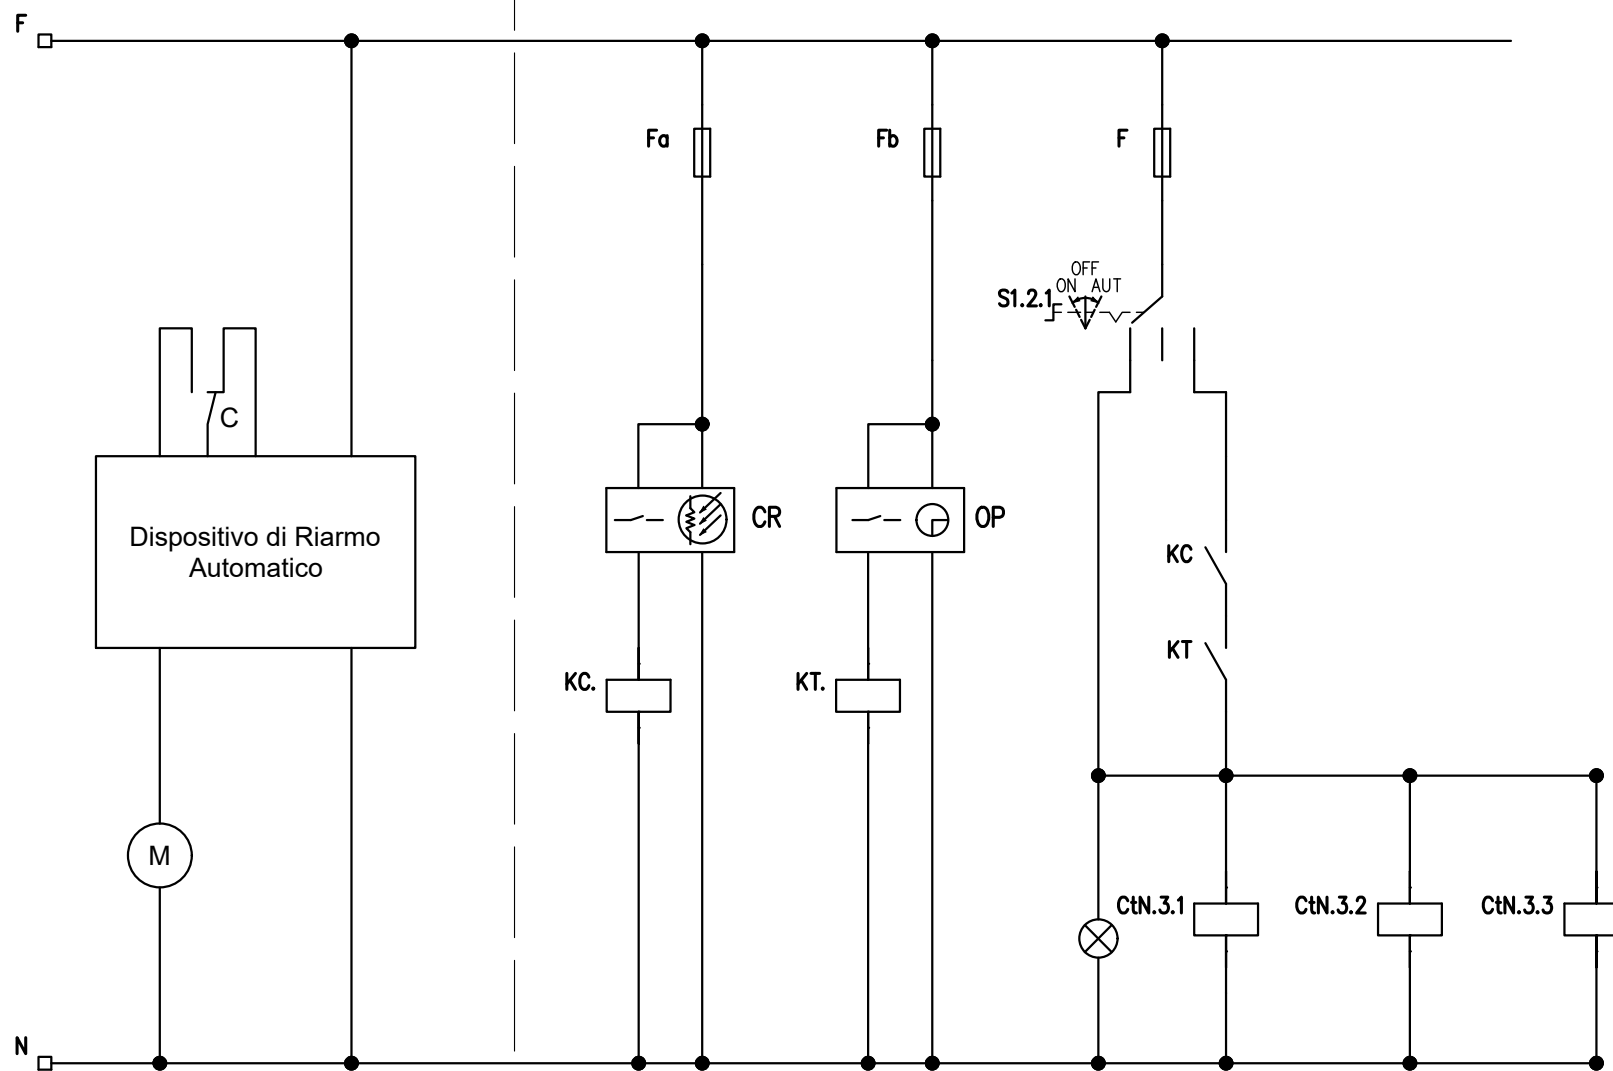 F
Fa
Fb
F
OFF
ON AUT
S1.2.1
C
Dispositivo di Riarmo
Automatico
CR
OP
KC
KT
KC.
KT.
M
CtN.3.1
CtN.3.2
CtN.3.3
N